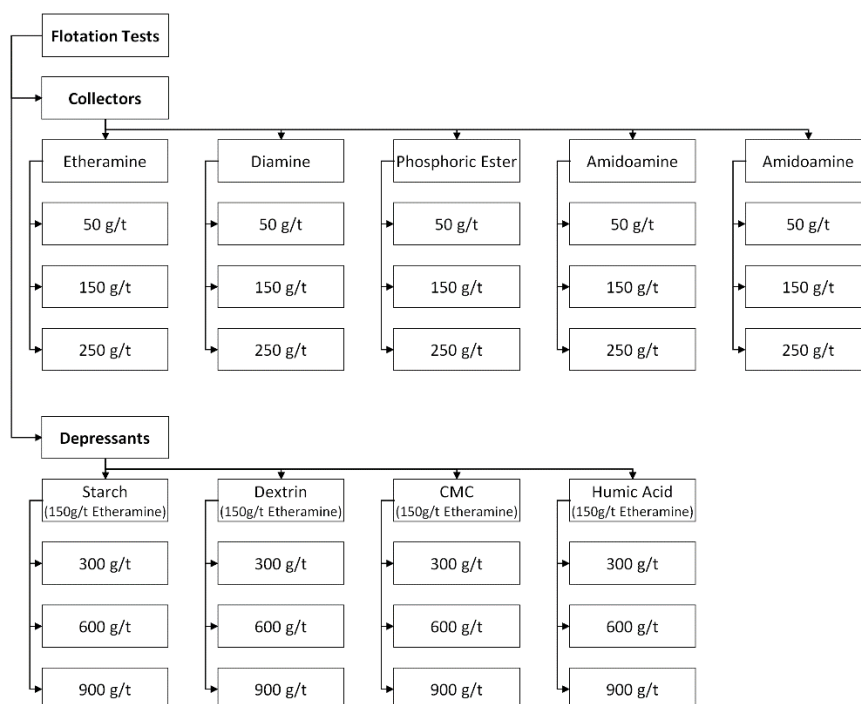 Flotation Tests
Collectors
Etheramine
Diamine
Phosphoric Ester
Amidoamine
Amidoamine
50 g/t
50 g/t
50 g/t
50 g/t
50 g/t
150 g/t
150 g/t
150 g/t
150 g/t
150 g/t
250 g/t
250 g/t
250 g/t
250 g/t
250 g/t
Depressants
Starch
(150g/t Etheramine)
Dextrin
(150g/t Etheramine)
CMC
(150g/t Etheramine)
Humic Acid
(150g/t Etheramine)
300 g/t
300 g/t
300 g/t
300 g/t
600 g/t
600 g/t
600 g/t
600 g/t
900 g/t
900 g/t
900 g/t
900 g/t